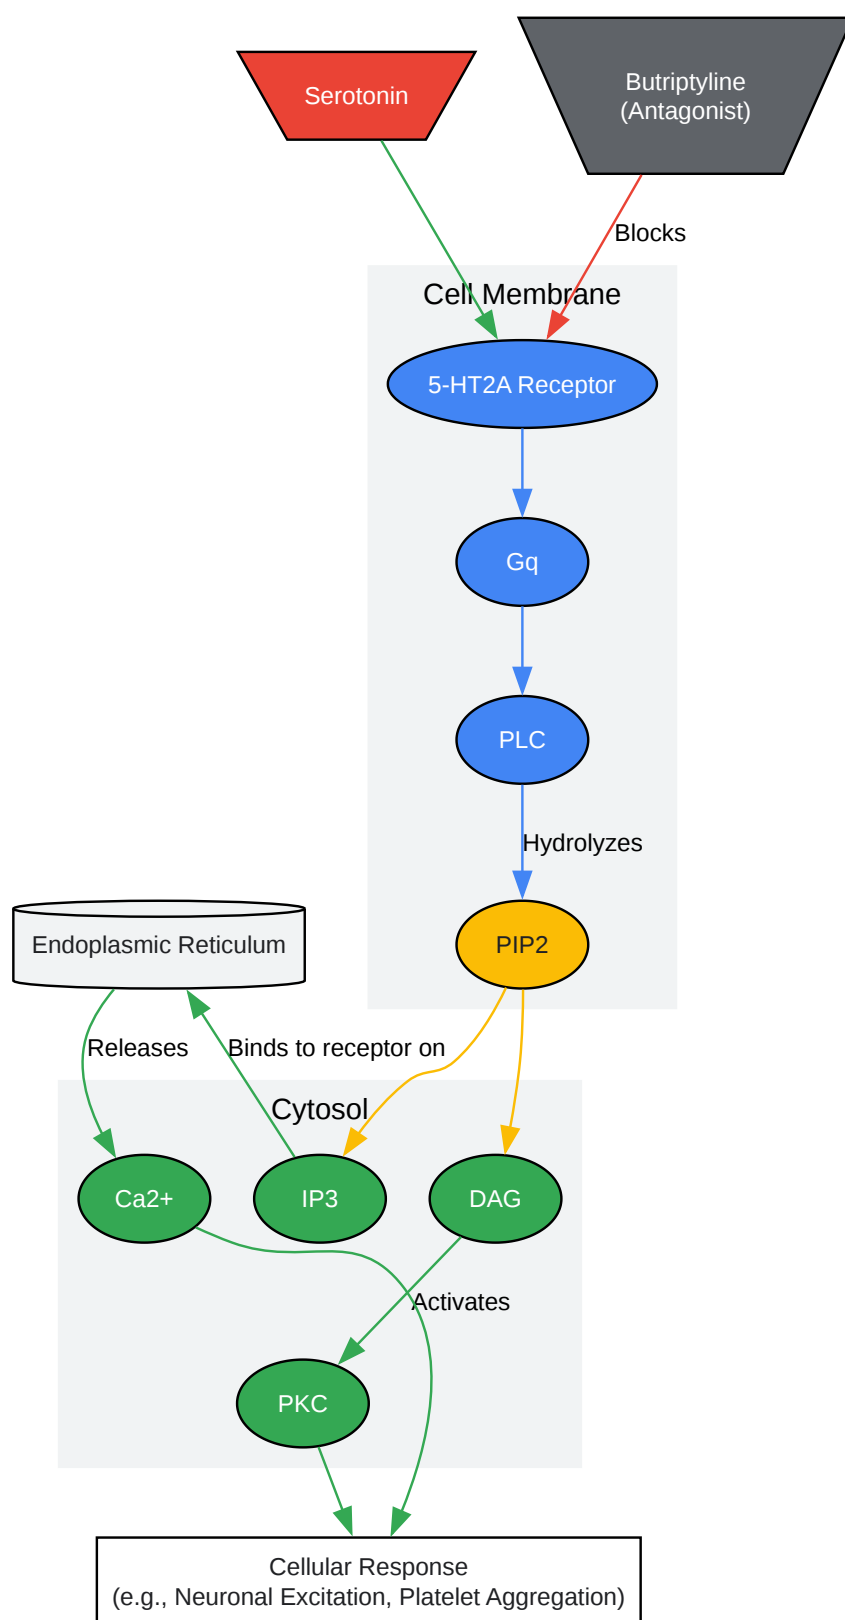 Serotonin
Butriptyline
(Antagonist)
Blocks
Cell Membrane
5-HT2A Receptor
Gq
PLC
Hydrolyzes
Endoplasmic Reticulum
PIP2
Releases
Binds to receptor on
Cytosol
Ca2+
IP3
DAG
Activates
PKC
Cellular Response
(e.g., Neuronal Excitation, Platelet Aggregation)